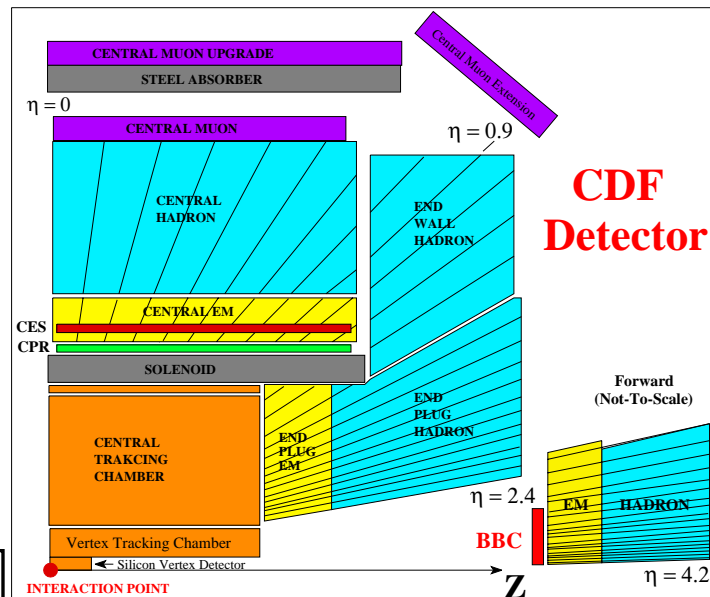 CENTRAL MUON UPGRADE
STEEL ABSORBER
Central Muon Extension
η = 0
CENTRAL MUON
η = 0.9
CENTRAL
HADRON
END
WALL
HADRON
CDF
Detector
CENTRAL EM
CES
CPR
SOLENOID
Forward
(Not-To-Scale)
CENTRAL
TRAKCING
CHAMBER
END
PLUG
EM
END
PLUG
HADRON
η = 2.4
EM
HADRON
BBC
Vertex Tracking Chamber
Silicon Vertex Detector
INTERACTION POINT
Z
η = 4.2